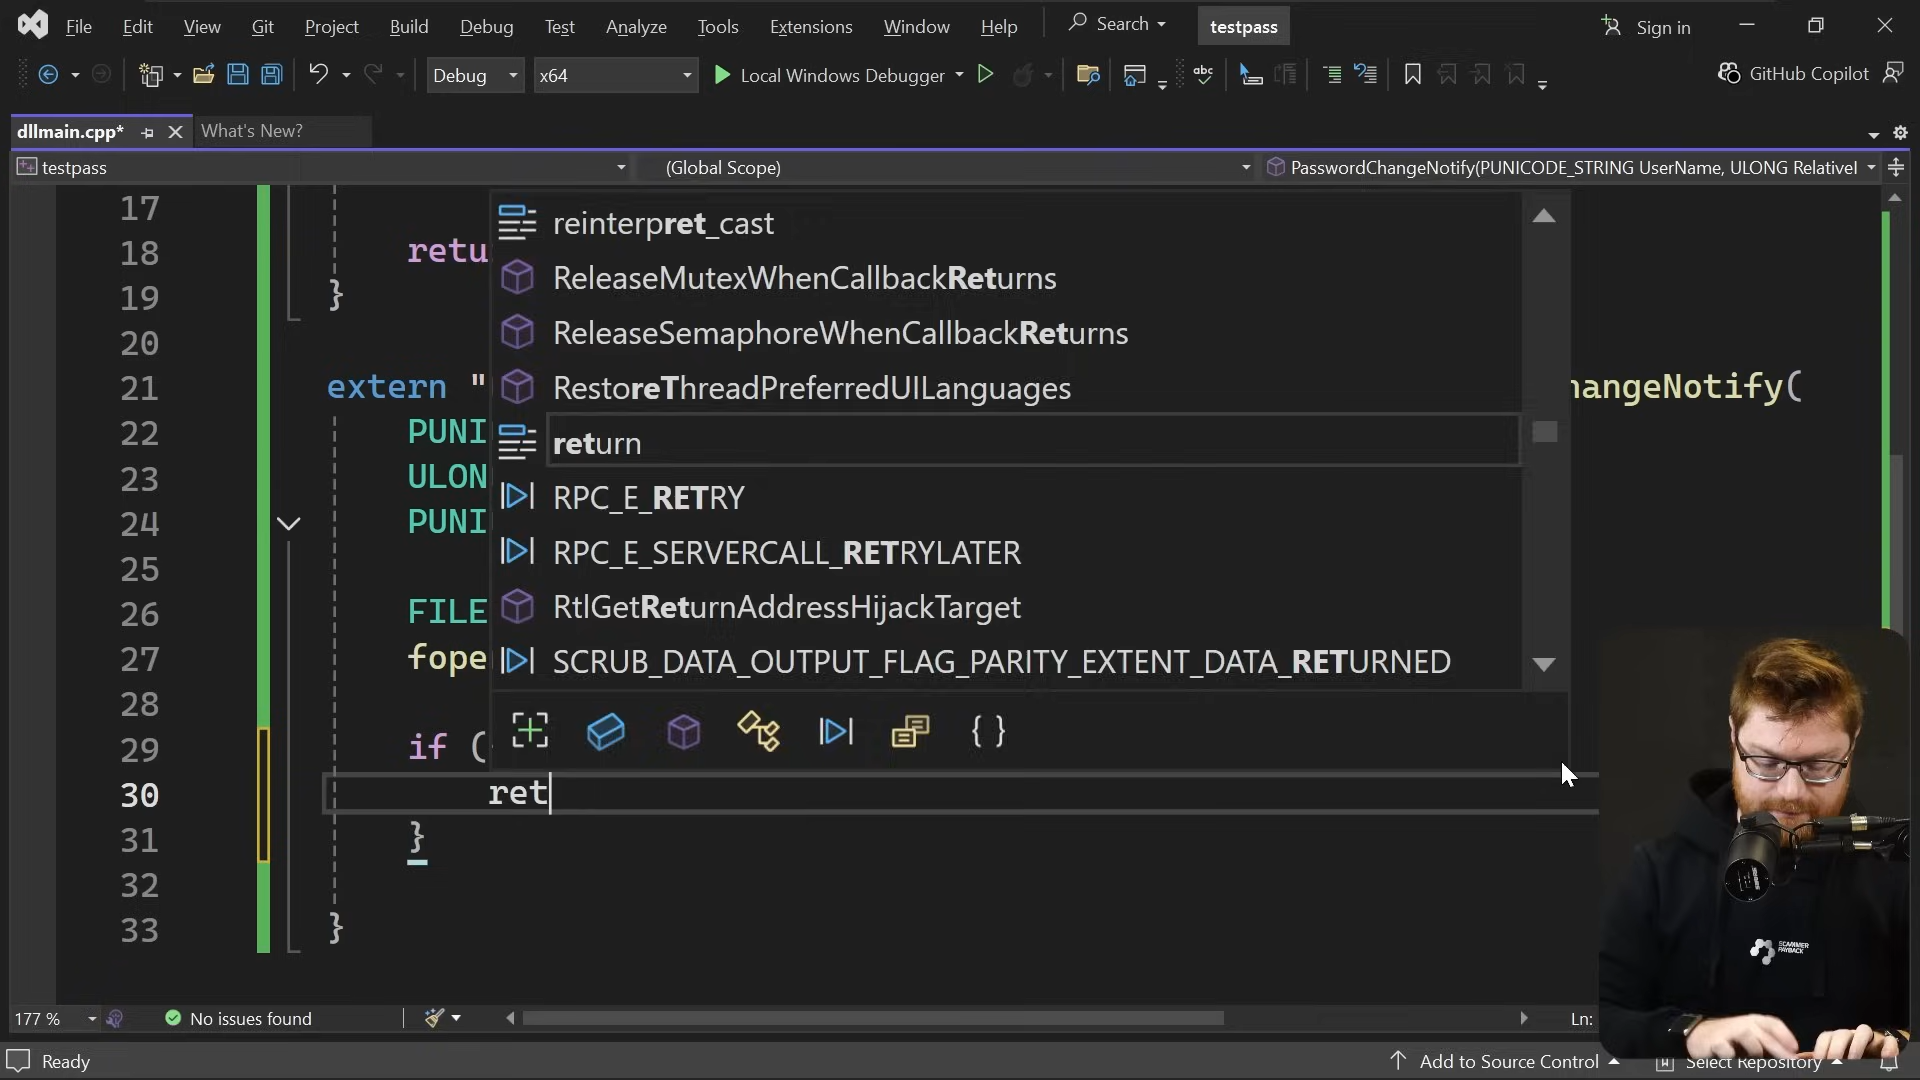 File Edit View Git Project Build Debug Test Analyze Tools Extensions Window Help Search testpass Sign in
Debug x64 Local Windows Debugger abc GitHub Copilot
dllmain.cpp* What's New?
testpass (Global Scope) PasswordChangeNotify(PUNICODE_STRING UserName, ULONG RelativeI
17
reinterpret_cast
18 retu
ReleaseMutexWhenCallbackReturns
19 }
ReleaseSemaphoreWhenCallbackReturns
20
21 extern " hangeNotify(
RestoreThreadPreferredUILanguages
22 PUNI
return
23 ULON
RPC_E_RETRY
24 PUNI
RPC_E_SERVERCALL_RETRYLATER
25
26 FILE
RtlGetReturnAddressHijackTarget
27 fope
SCRUB_DATA_OUTPUT_FLAG_PARITY_EXTENT_DATA_RETURNED
28
29 if (
{ }
30 ret
31 }
32
33 }
SCAMMER
PAYBACK
177 % No issues found Ln:
Ready Add to Source Control Select Repository